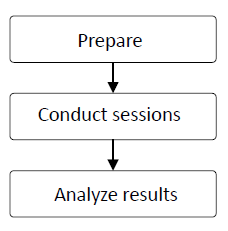 Prepare
Conduct sessions
Analyze results